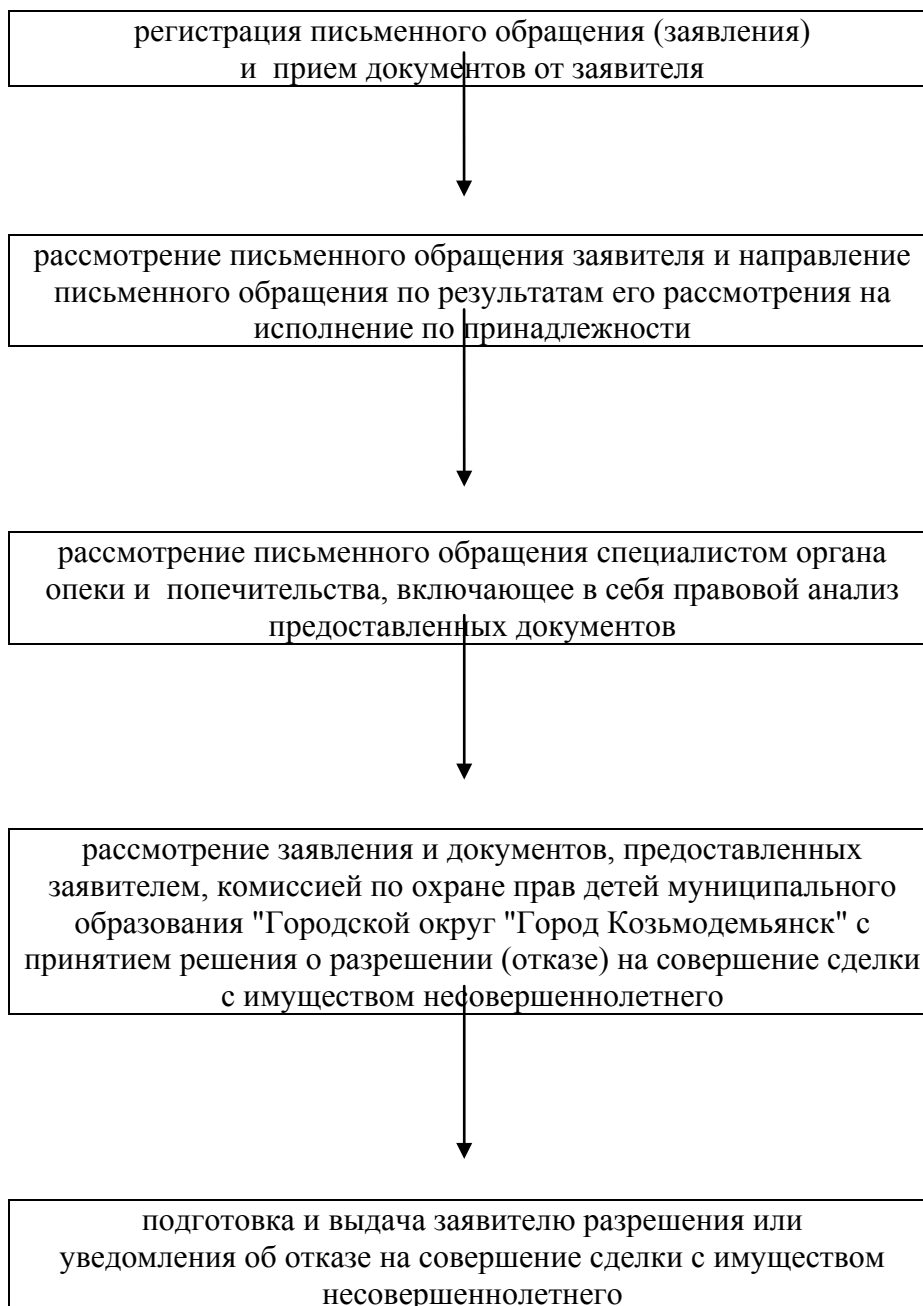 регистрация письменного обращения (заявления)
и прием документов от заявителя
рассмотрение письменного обращения заявителя и направление
письменного обращения по результатам его рассмотрения на
исполнение по принадлежности
рассмотрение письменного обращения специалистом органа
опеки и попечительства, включающее в себя правовой анализ
предоставленных документов
рассмотрение заявления и документов, предоставленных
заявителем, комиссией по охране прав детей муниципального
образования "Городской округ "Город Козьмодемьянск" с
принятием решения о разрешении (отказе) на совершение сделки
с имуществом несовершеннолетнего
подготовка и выдача заявителю разрешения или
уведомления об отказе на совершение сделки с имуществом
несовершеннолетнего